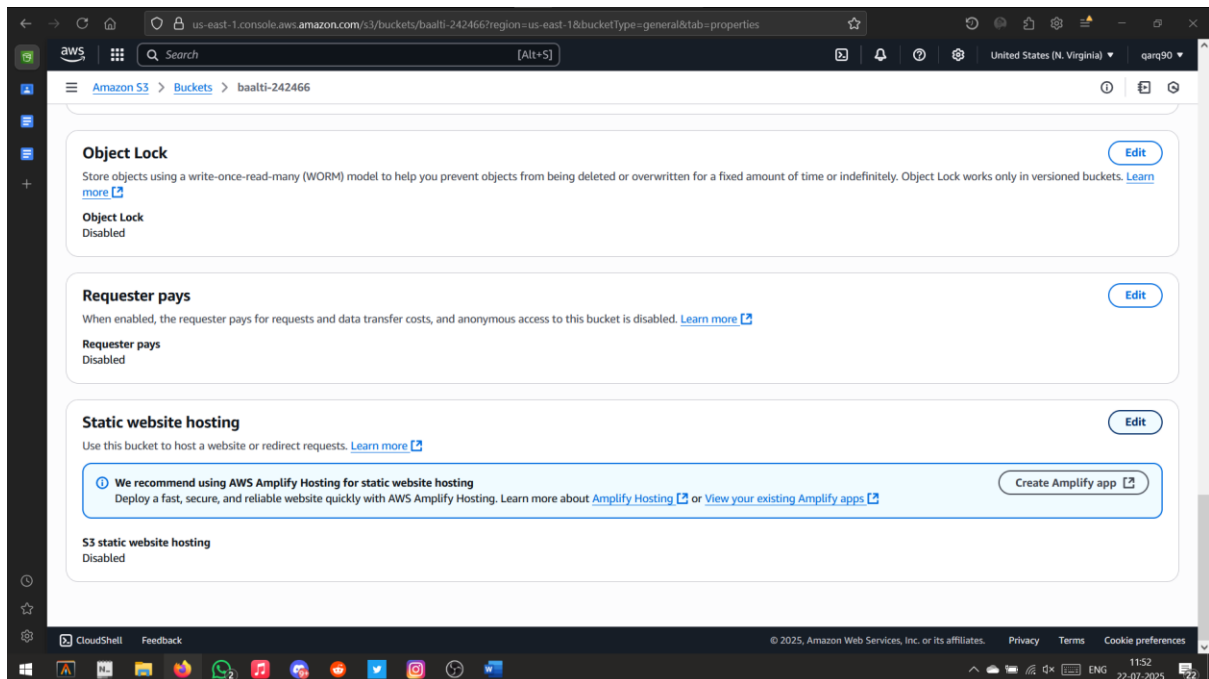 us-east-1.console.aws.amazon.com/s3/buckets/baalti-242466?region=us-east-1&bucketType=general&tab=properties
aws Search [Alt+S] United States (N. Virginia) qarq90
Amazon S3 > Buckets > baalti-242466
Object Lock Edit
Store objects using a write-once-read-many (WORM) model to help you prevent objects from being deleted or overwritten for a fixed amount of time or indefinitely. Object Lock works only in versioned buckets. Learn
more
Object Lock
Disabled
Requester pays Edit
When enabled, the requester pays for requests and data transfer costs, and anonymous access to this bucket is disabled. Learn more
Requester pays
Disabled
Static website hosting Edit
Use this bucket to host a website or redirect requests. Learn more
We recommend using AWS Amplify Hosting for static website hosting Create Amplify app
Deploy a fast, secure, and reliable website quickly with AWS Amplify Hosting. Learn more about Amplify Hosting or View your existing Amplify apps
S3 static website hosting
Disabled
CloudShell Feedback © 2025, Amazon Web Services, Inc. or its affiliates. Privacy Terms Cookie preferences
ENG 11:52
22-07-2025 22